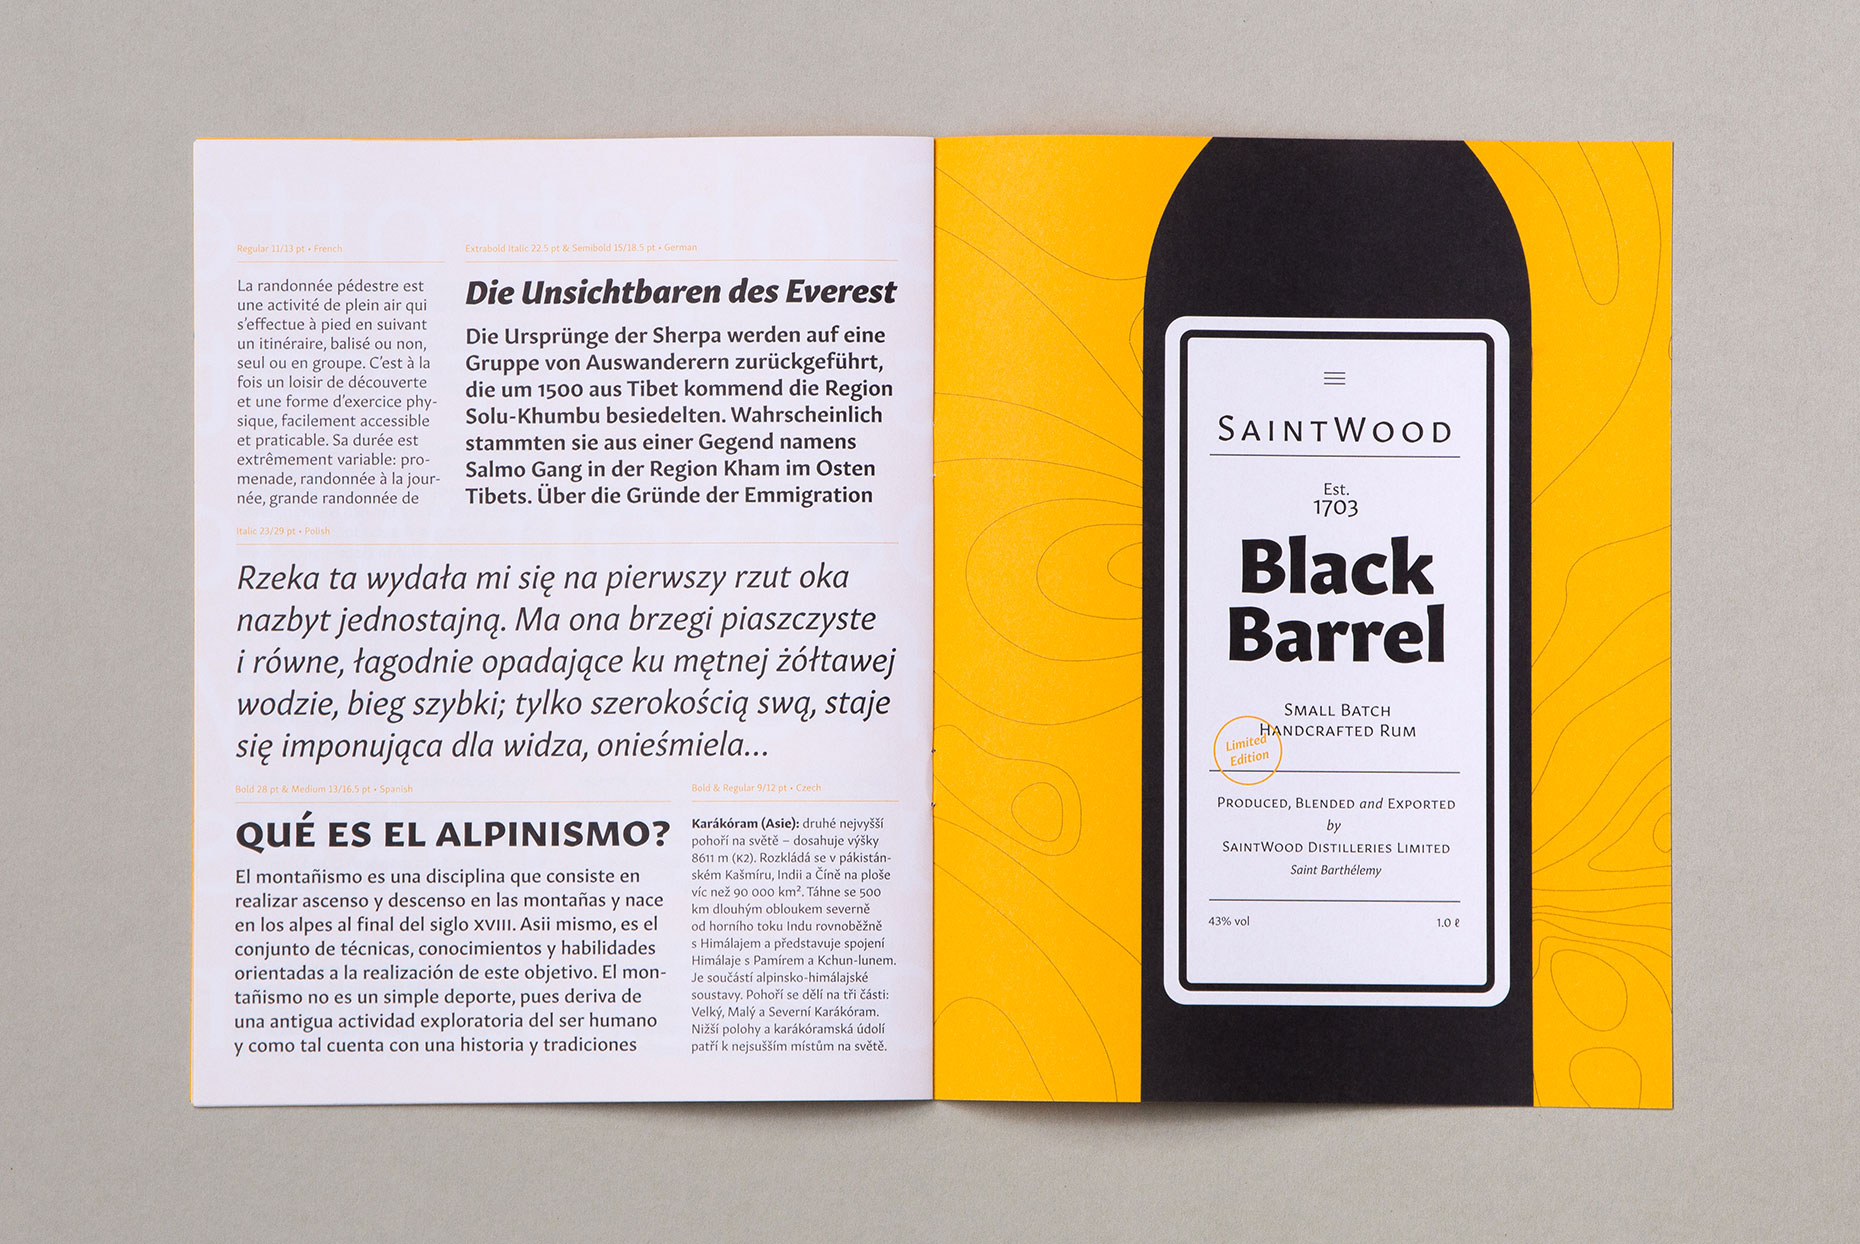 Regular 11/13 pt • French
La randonnée pédestre est
une activité de plein air qui
s’effectue à pied en suivant
un itinéraire, balisé ou non,
seul ou en groupe. C’est à la
fois un loisir de découverte
et une forme d’exercice phy-
sique, facilement accessible
et praticable. Sa durée est
extrêmement variable: pro-
menade, randonnée à la jour-
née, grande randonnée de
Extrabold Italic 22.5 pt & Semibold 15/18.5 pt • German
Die Unsichtbaren des Everest
Die Ursprünge der Sherpa werden auf eine
Gruppe von Auswanderern zurückgeführt,
die um 1500 aus Tibet kommend die Region
Solu-Khumbu besiedelten. Wahrscheinlich
stammten sie aus einer Gegend namens
Salmo Gang in der Region Kham im Osten
Tibets. Über die Gründe der Emmigration
Italic 23/29 pt • Polish
Rzeka ta wydała mi się na pierwszy rzut oka
nazbyt jednostajną. Ma ona brzegi piaszczyste
i równe, łagodnie opadające ku mętnej żółtawej
wodzie, bieg szybki; tylko szerokością swą, staje
się imponująca dla widza, onieśmiela...
Bold 28 pt & Medium 13/16.5 pt • Spanish
QUÉ ES EL ALPINISMO?
El montañismo es una disciplina que consiste en
realizar ascenso y descenso en las montañas y nace
en los alpes al final del siglo XVIII. Asii mismo, es el
conjunto de técnicas, conocimientos y habilidades
orientadas a la realización de este objetivo. El mon-
tañismo no es un simple deporte, pues deriva de
una antigua actividad exploratoria del ser humano
y como tal cuenta con una historia y tradiciones
Bold & Regular 9/12 pt • Czech
Karákóram (Asie): druhé nejvyšší
pohoří na světě – dosahuje výšky
8611 m (K2). Rozkládá se v pákistán-
ském Kašmíru, Indii a Číně na ploše
víc než 90 000 km². Táhne se 500
km dlouhým obloukem severně
od horního toku Indu rovnoběžně
s Himálajem a představuje spojení
Himálaje s Pamírem a Kchun-lunem.
Je součástí alpinsko-himálajské
soustavy. Pohoří se dělí na tři části:
Velký, Malý a Severní Karákóram.
Nižší polohy a karákóramská údolí
patří k nejsušším místům na světě.
SAINTWOOD
Est.
1703
Black
Barrel
SMALL BATCH
HANDCRAFTED RUM
Limited
Edition
PRODUCED, BLENDED and EXPORTED
by
SAINTWOOD DISTILLERIES LIMITED
Saint Barthélemy
43% vol
1.0 ℓ